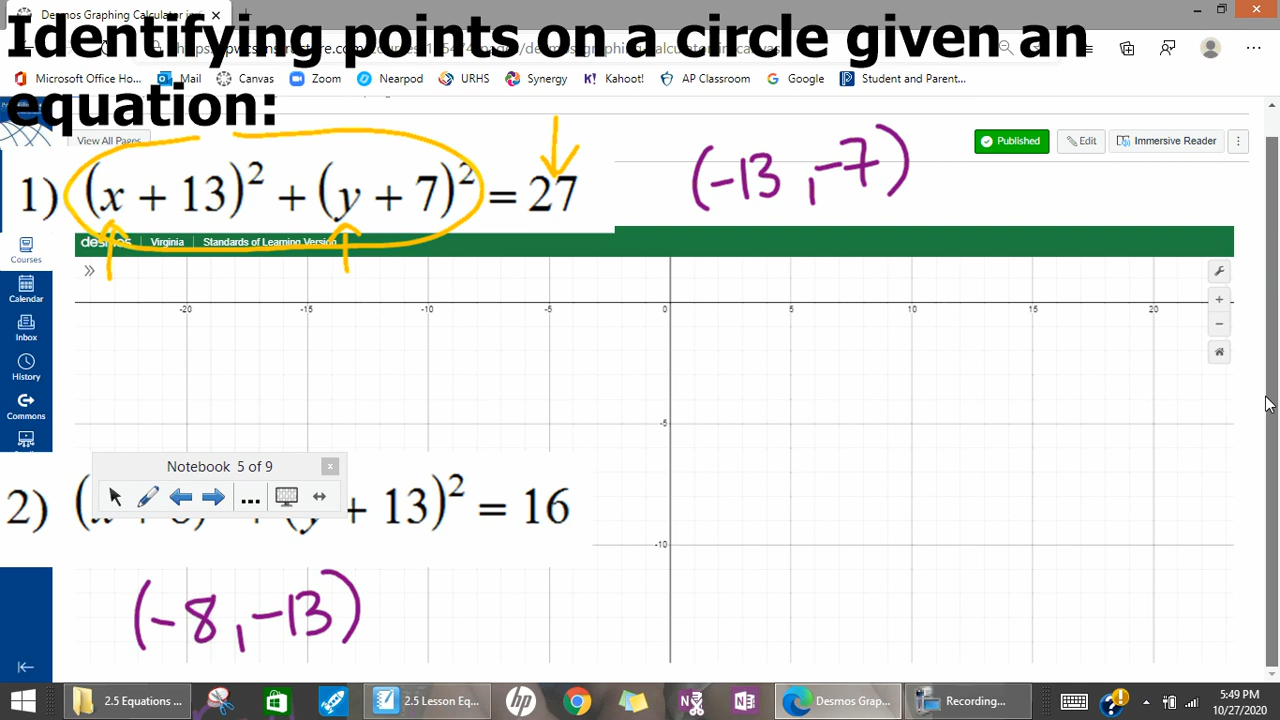 Desmos Graphing Calculator in
Identifying points on a circle given an
Microsoft Office Ho... Mail Canvas Zoom Nearpod URHS Synergy Kahoot! AP Classroom Google Student and Parent...
equation:
View All Pages
Published Edit Immersive Reader
1) (x + 13)² + (y + 7)² = 27
(-13, -7)
desmos Virginia Standards of Learning Version
Courses
Calendar
Inbox
History
Commons
-20 -15 -10 -5 0 5 10 15 20
-5
-10
Notebook 5 of 9
2) + 13)² = 16
(-8, -13)
2.5 Equations ... 2.5 Lesson Eq... Desmos Grap... Recording...
5:49 PM
10/27/2020